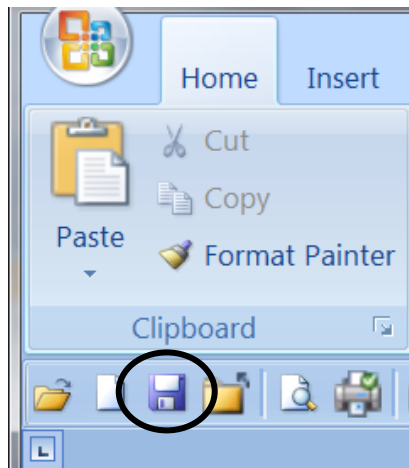 Home Insert
Cut
Copy
Paste
Format Painter
Clipboard